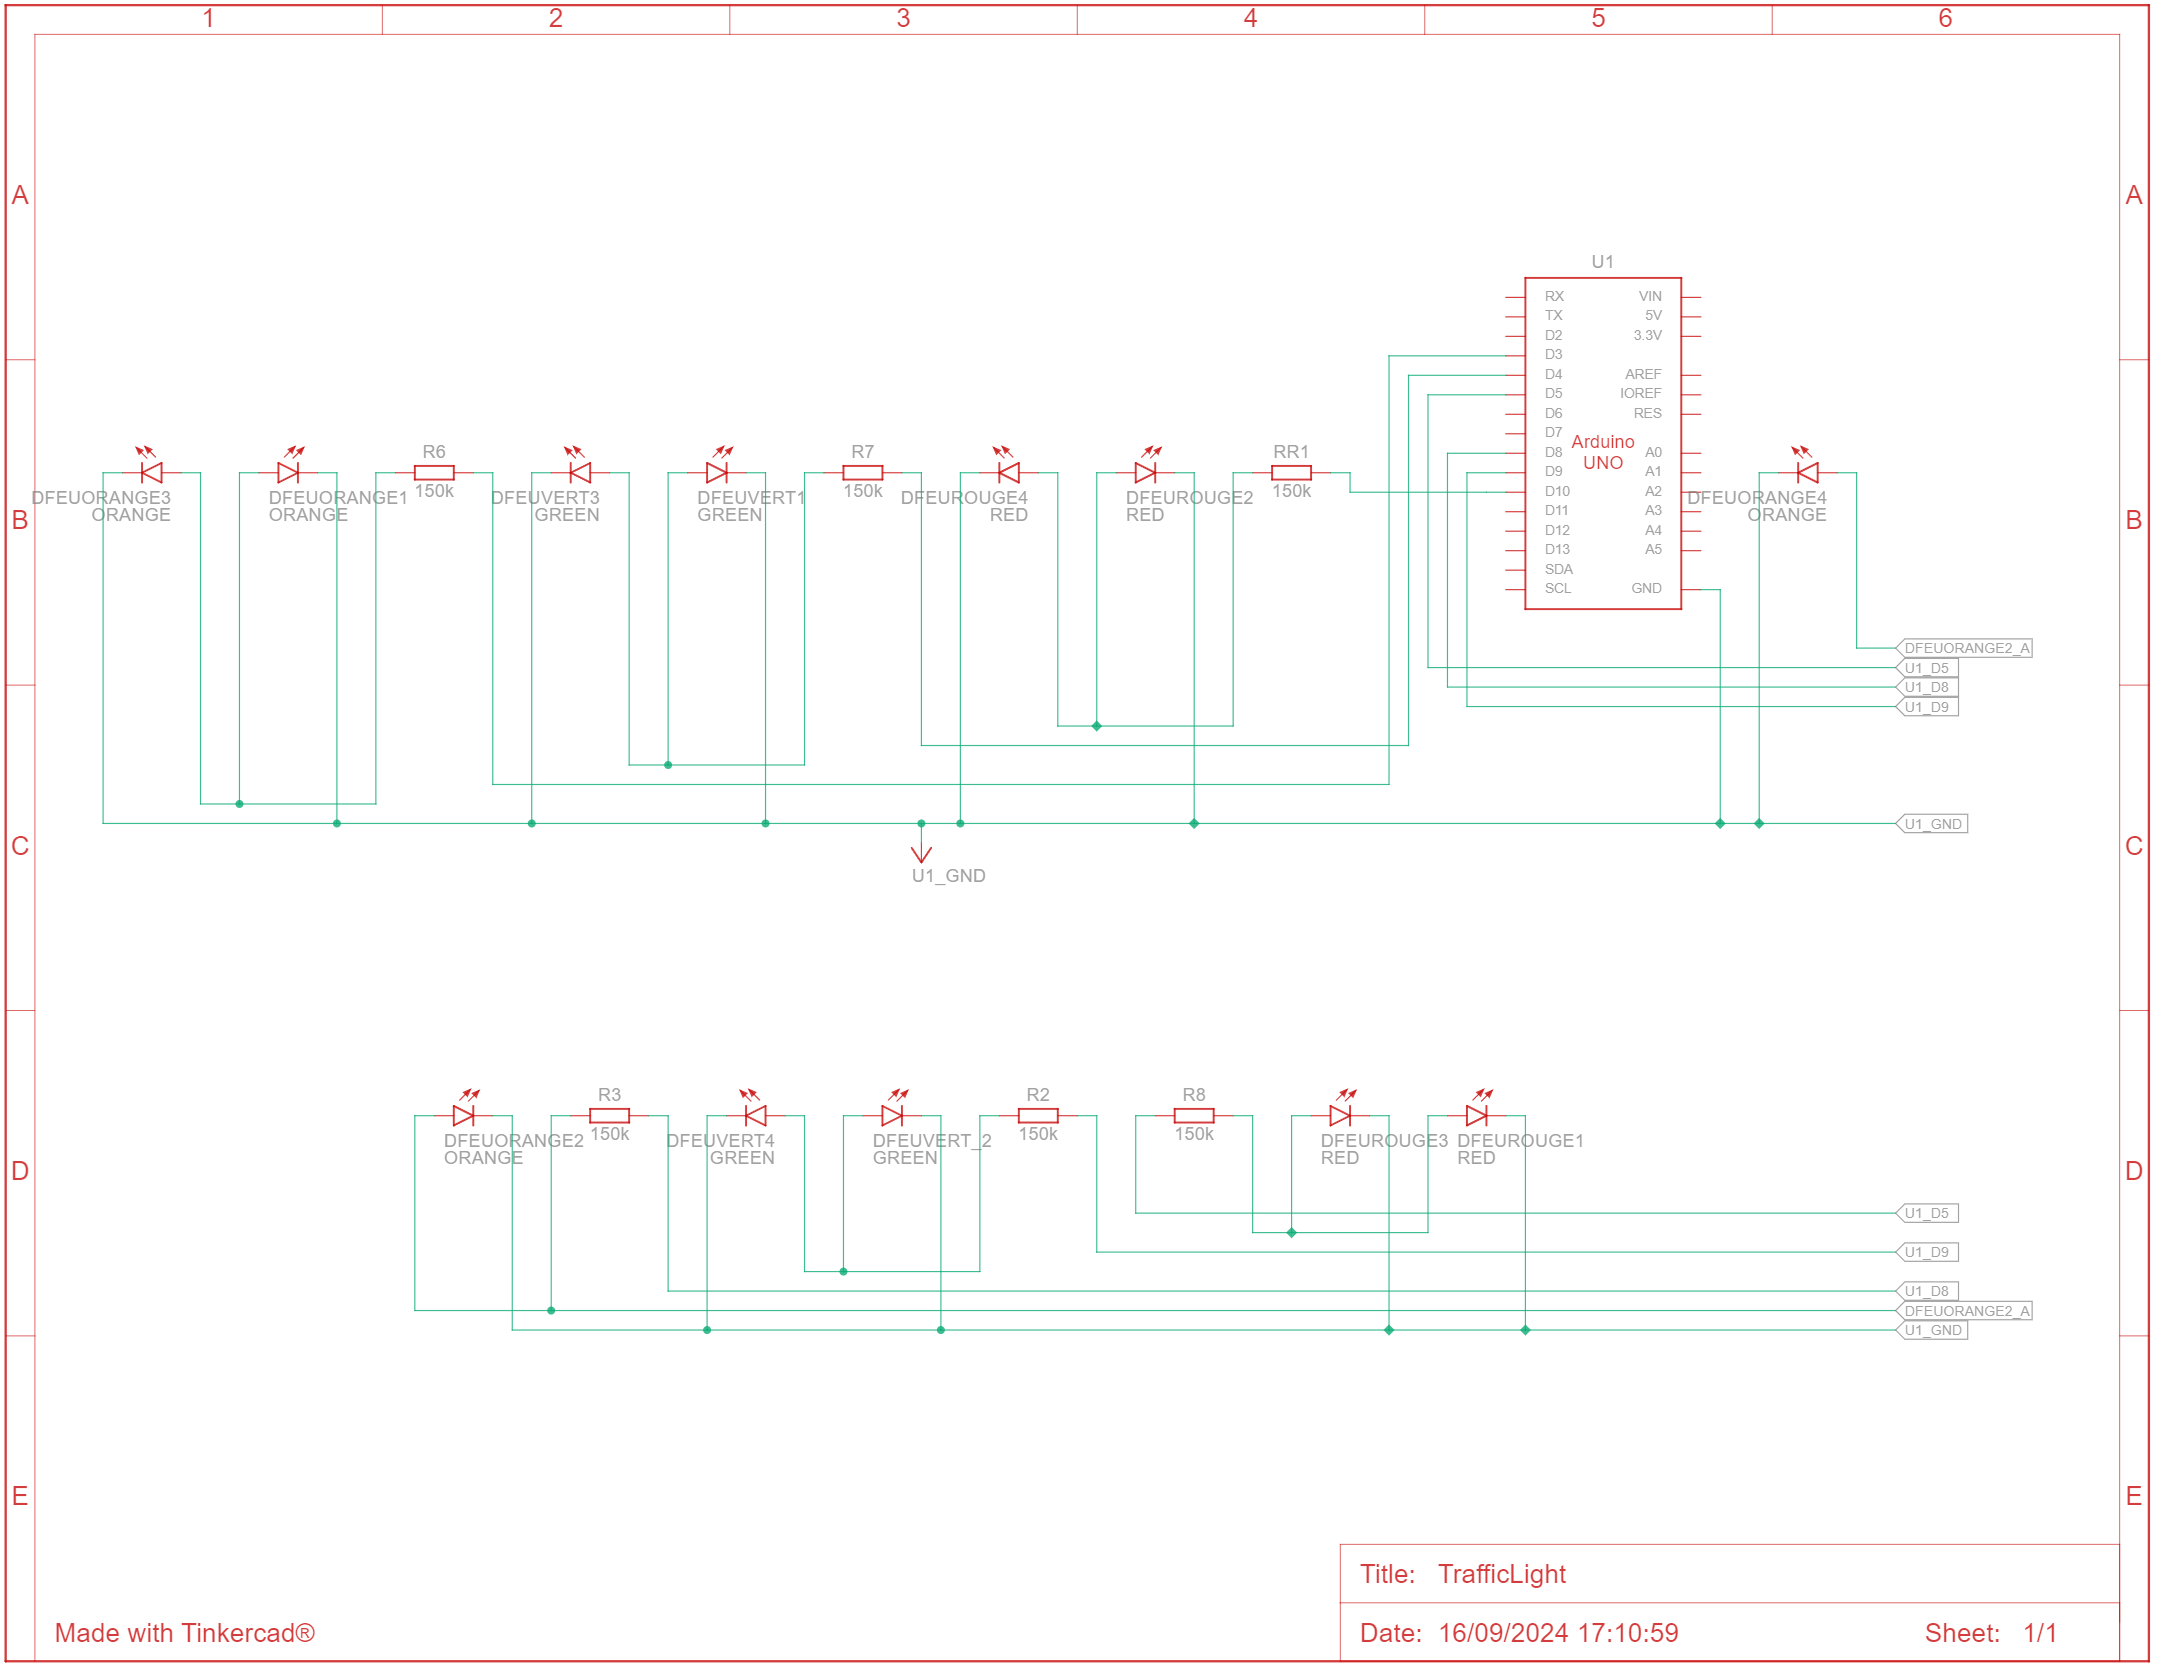 1 2 3 4 5 6
A A
U1
RX VIN
TX 5V
D2 3.3V
D3
D4 AREF
D5 IOREF
D6 RES
D7
Arduino
UNO
D8 A0
D9 A1
D10 A2
D11 A3
D12 A4
D13 A5
SDA
SCL GND
R6 R7 RR1
150k 150k 150k
DFEUORANGE3 DFEUORANGE1 DFEUVERT3 DFEUVERT1 DFEUROUGE4 DFEUROUGE2 DFEUORANGE4
ORANGE ORANGE GREEN GREEN RED RED ORANGE
B B
DFEUORANGE2_A
U1_D5
U1_D8
U1_D9
U1_GND
C C
U1_GND
R3 R2 R8
150k 150k 150k
DFEUORANGE2 DFEUVERT4 DFEUVERT_2 DFEUROUGE3 DFEUROUGE1
ORANGE GREEN GREEN RED RED
D D
U1_D5
U1_D9
U1_D8
DFEUORANGE2_A
U1_GND
E E
Title: TrafficLight
Made with Tinkercad®
Date: 16/09/2024 17:10:59 Sheet: 1/1